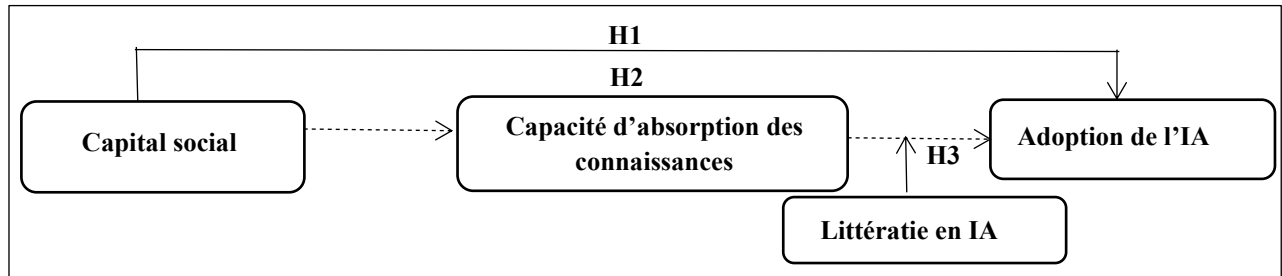 H1
H2
Capital social
Capacité d'absorption des
connaissances
Adoption de l'IA
H3
Littératie en IA